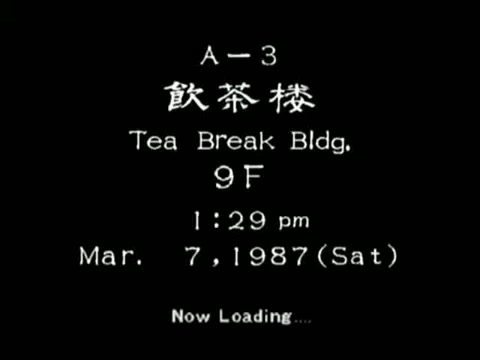 A－3
飲茶楼
Tea Break Bldg.
9F
1:29 pm
Mar. 7,1987(Sat)
Now Loading....